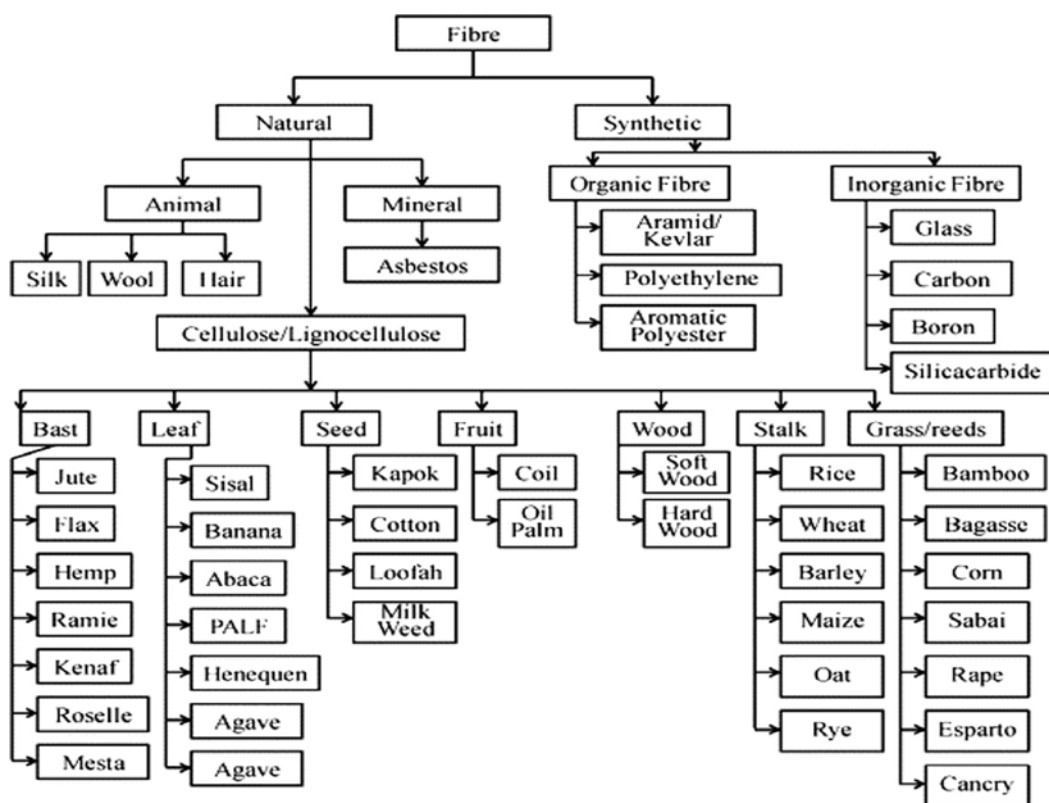 Fibre
Natural
Synthetic
Animal
Mineral
Organic Fibre
Inorganic Fibre
Silk
Wool
Hair
Asbestos
Aramid/
Kevlar
Polyethylene
Aromatic
Polyester
Glass
Carbon
Boron
Silicacarbide
Cellulose/Lignocellulose
Bast
Leaf
Seed
Fruit
Wood
Stalk
Grass/reeds
Jute
Flax
Hemp
Ramie
Kenaf
Roselle
Mesta
Sisal
Banana
Abaca
PALF
Henequen
Agave
Agave
Kapok
Cotton
Loofah
Milk
Weed
Coil
Oil
Palm
Soft
Wood
Hard
Wood
Rice
Wheat
Barley
Maize
Oat
Rye
Bamboo
Bagasse
Corn
Sabai
Rape
Esparto
Cancry